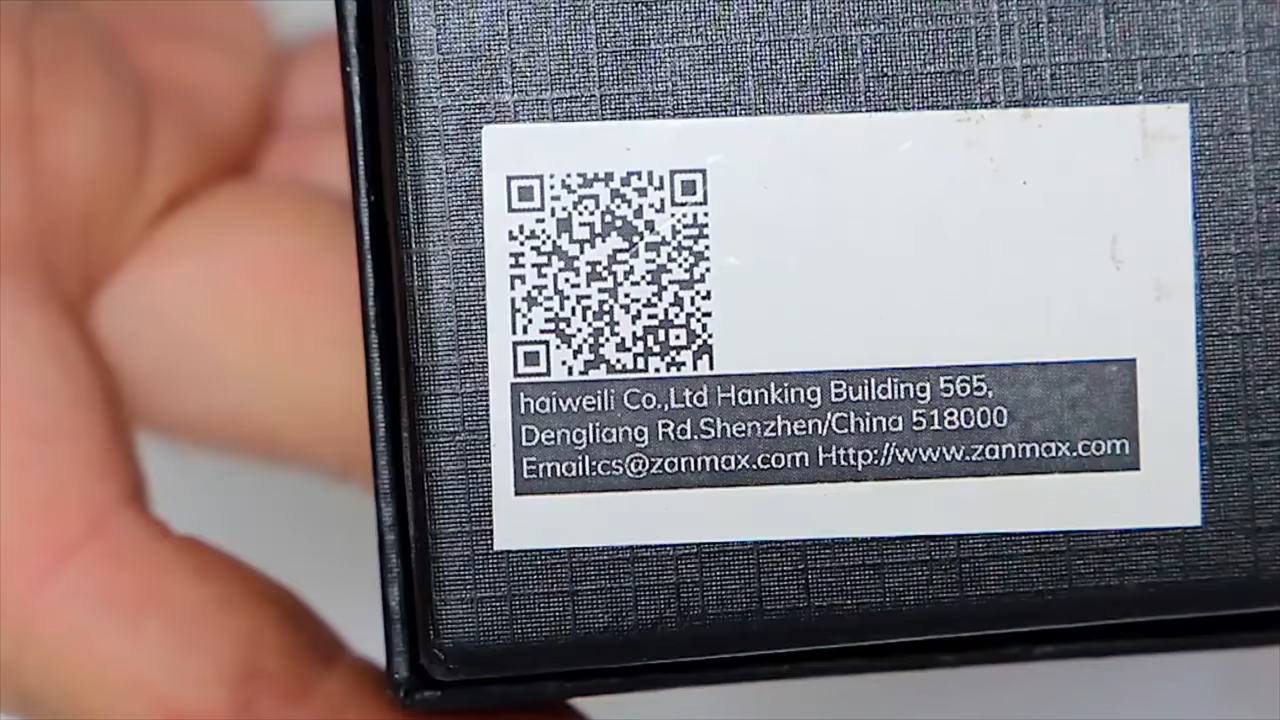 haiweili Co.,Ltd Hanking Building 565,
Dengliang Rd.Shenzhen/China 518000
Email:cs@zanmax.com Http://www.zanmax.com